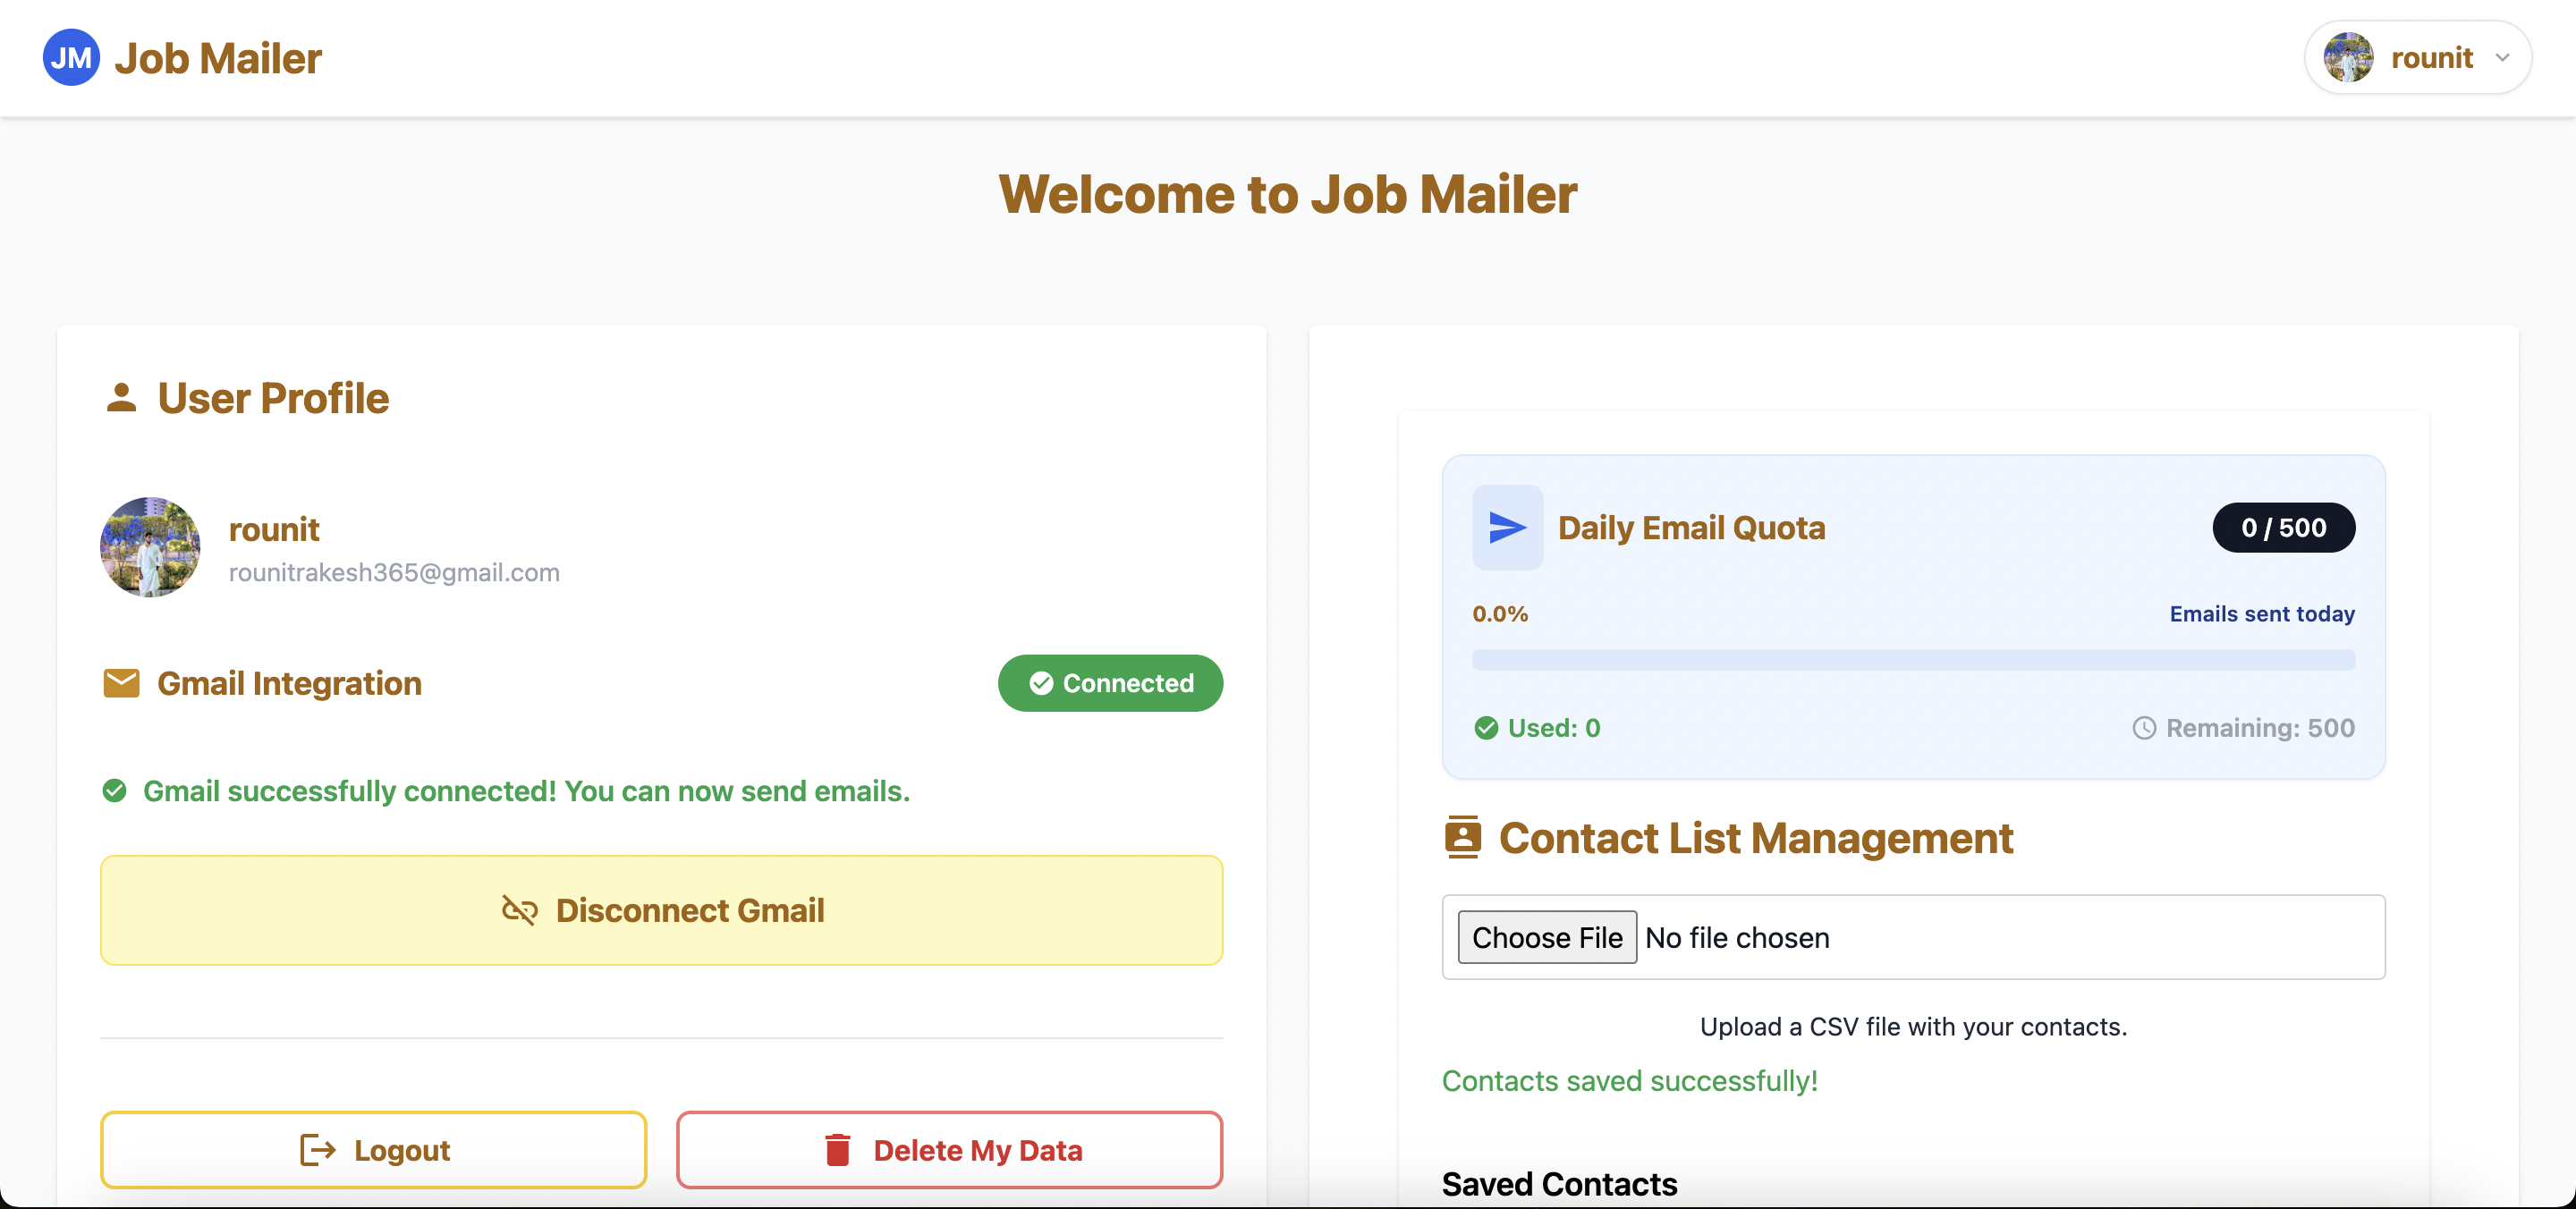 JM Job Mailer
rounit
Welcome to Job Mailer
User Profile
rounit
rounitrakesh365@gmail.com
Gmail Integration
Connected
Gmail successfully connected! You can now send emails.
Disconnect Gmail
Logout
Delete My Data
Daily Email Quota
0 / 500
0.0%
Emails sent today
Used: 0
Remaining: 500
Contact List Management
Choose File No file chosen
Upload a CSV file with your contacts.
Contacts saved successfully!
Saved Contacts